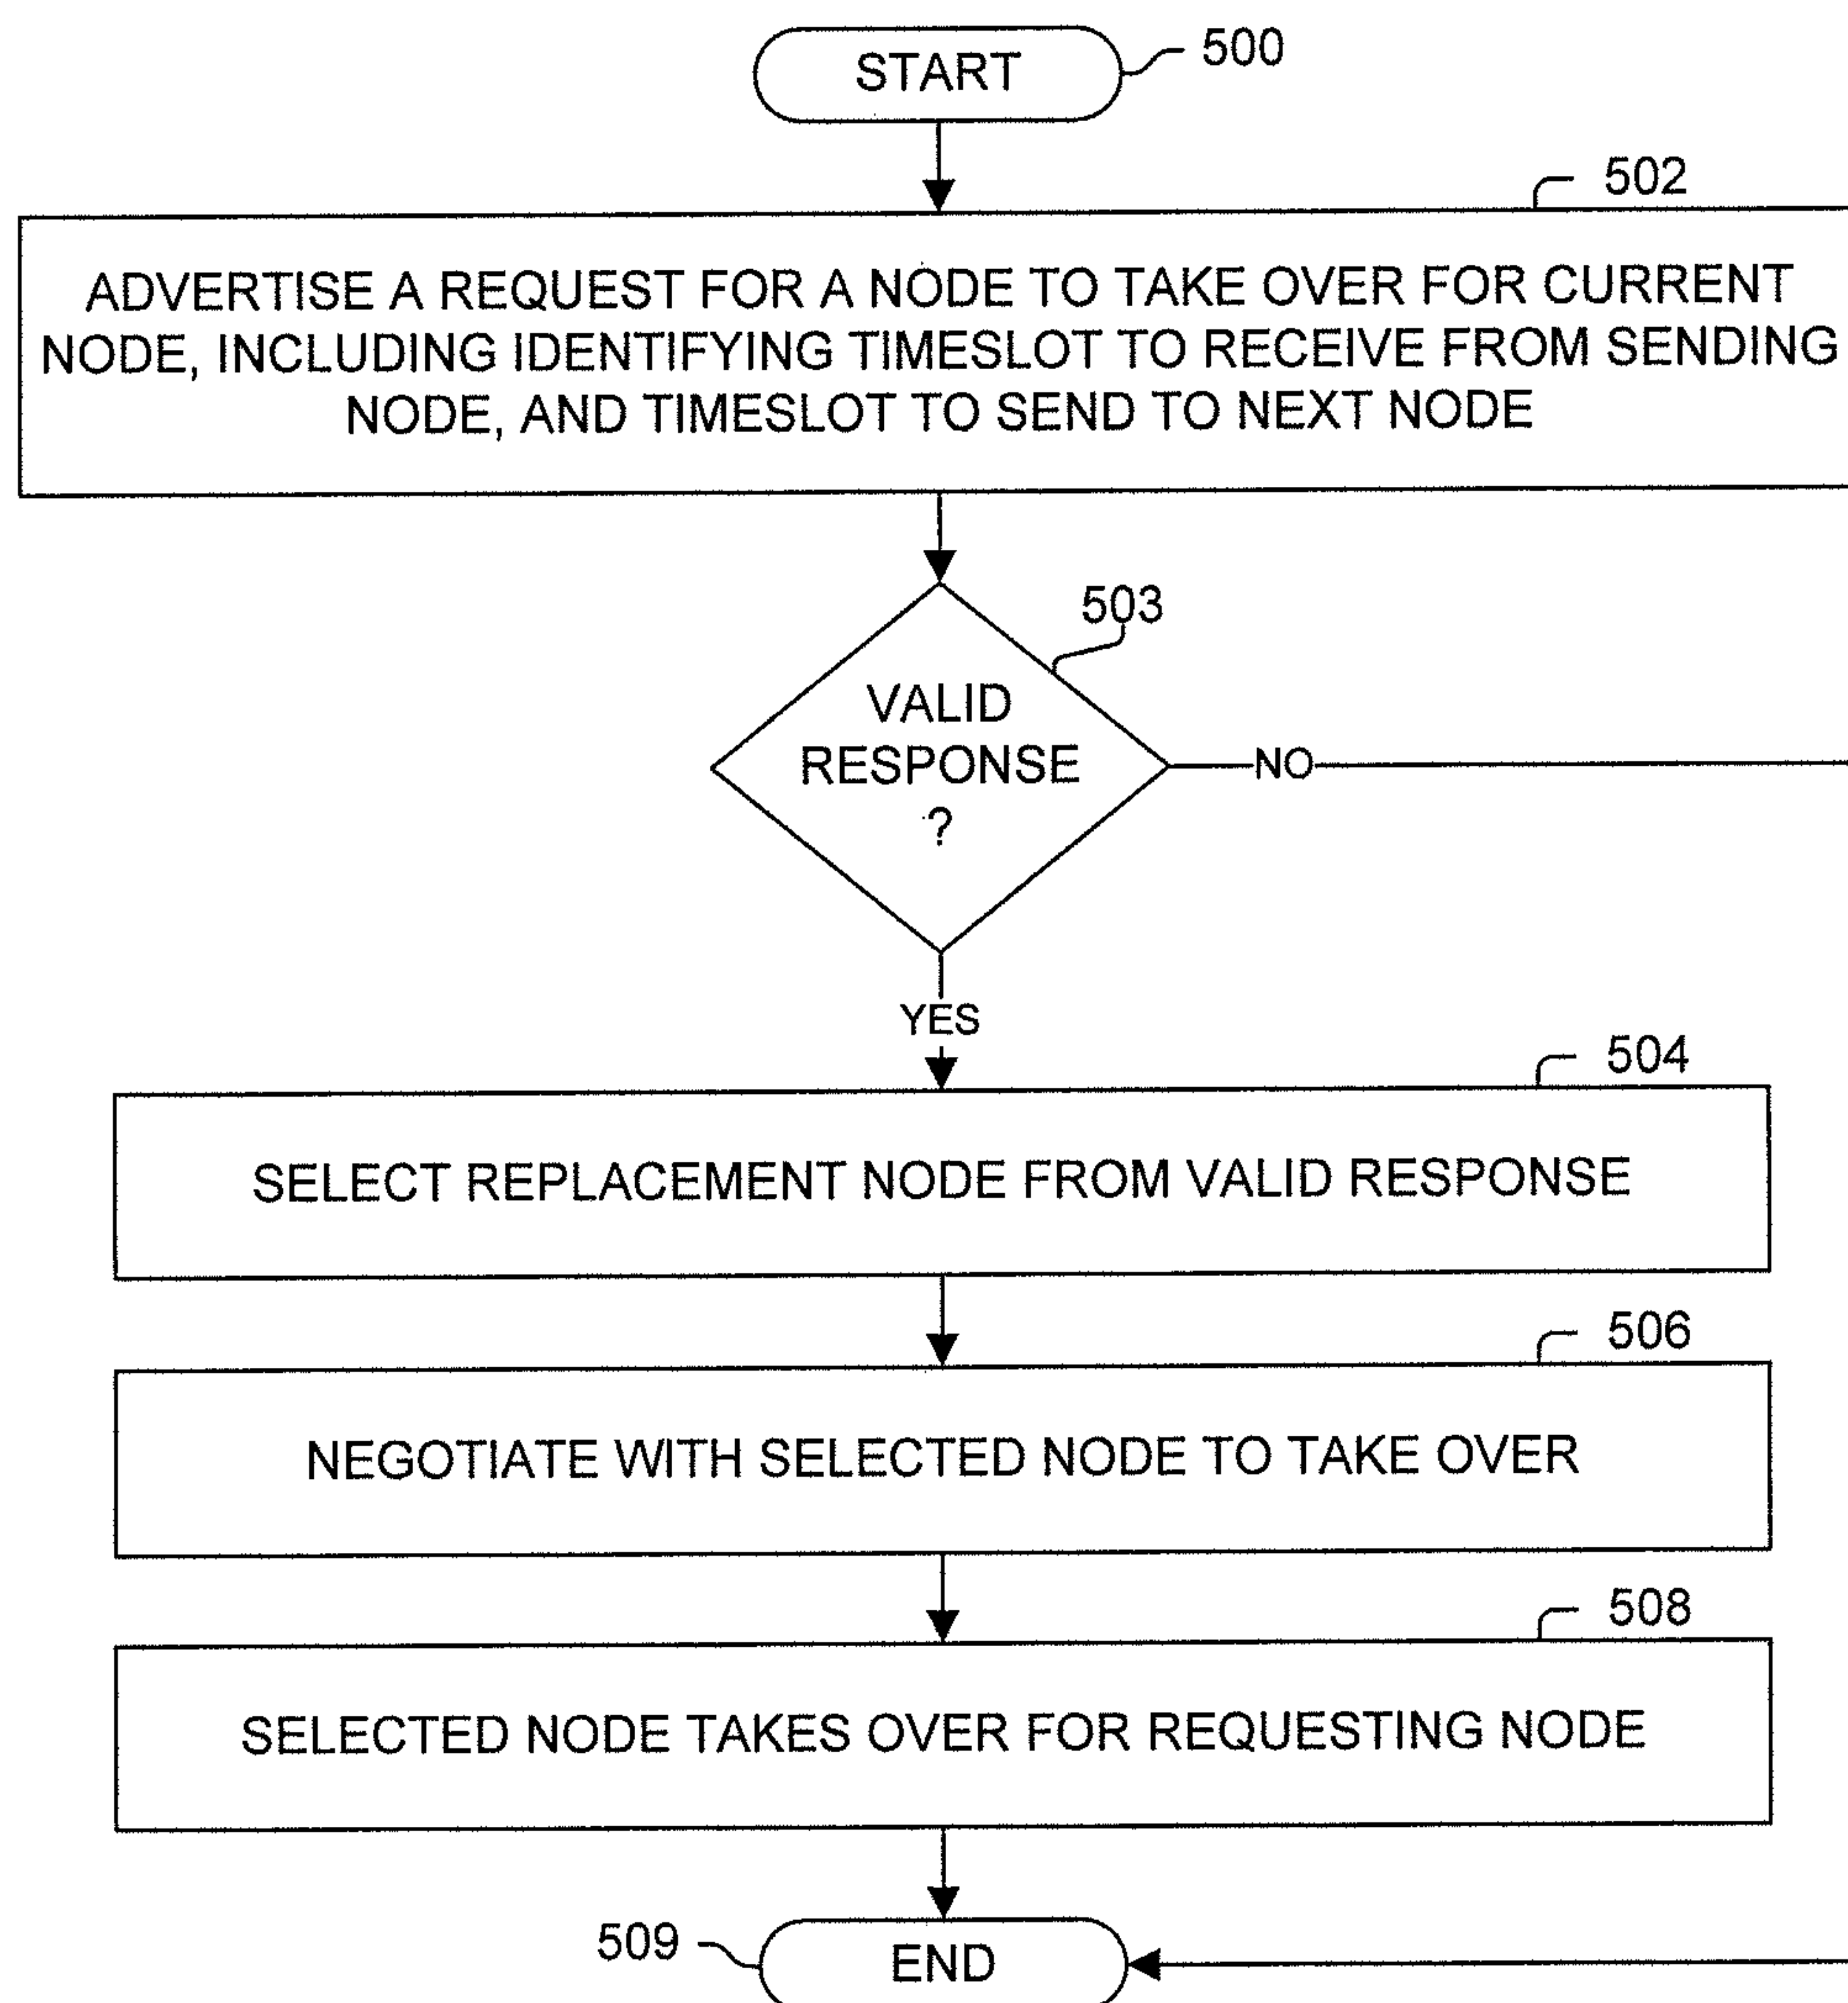 START
500
502
ADVERTISE A REQUEST FOR A NODE TO TAKE OVER FOR CURRENT
NODE, INCLUDING IDENTIFYING TIMESLOT TO RECEIVE FROM SENDING
NODE, AND TIMESLOT TO SEND TO NEXT NODE
503
VALID
RESPONSE
?
NO
YES
504
SELECT REPLACEMENT NODE FROM VALID RESPONSE
506
NEGOTIATE WITH SELECTED NODE TO TAKE OVER
508
SELECTED NODE TAKES OVER FOR REQUESTING NODE
509
END